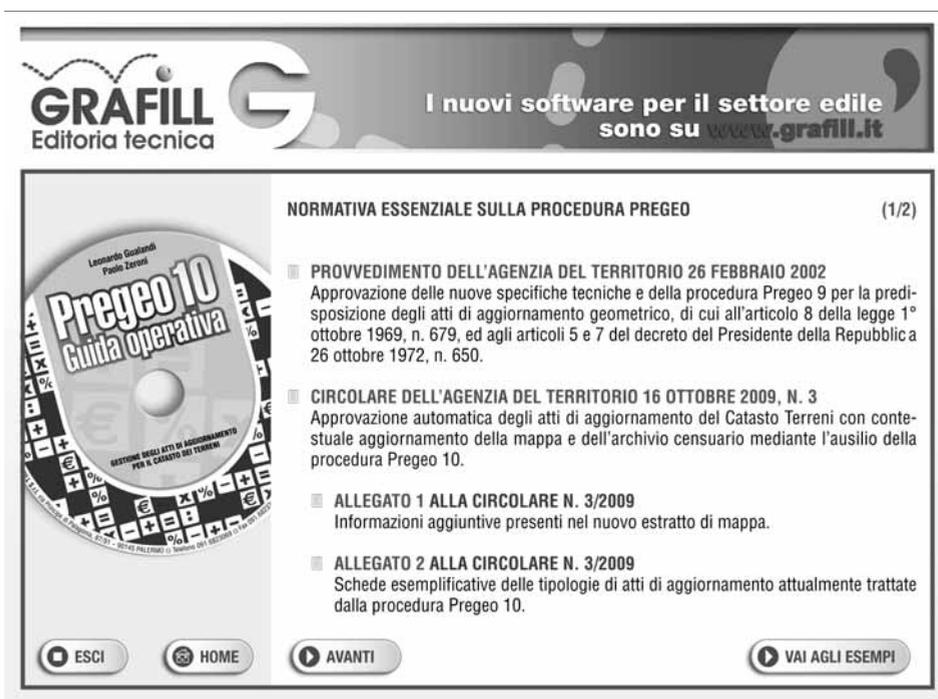 GRAFILL
Editoria tecnica
G
I nuovi software per il settore edile
sono su www.grafill.it
Leonardo Gualandi
Paolo Zeroni
Pregeo 10
Guida operativa
GESTIONE DEGLI ATTI DI AGGIORNAMENTO
PER IL CATASTO DEI TERRENI
90145 PALERMO
NORMATIVA ESSENZIALE SULLA PROCEDURA PREGEO (1/2)
PROVVEDIMENTO DELL'AGENZIA DEL TERRITORIO 26 FEBBRAIO 2002
Approvazione delle nuove specifiche tecniche e della procedura Pregeo 9 per la predi-
sposizione degli atti di aggiornamento geometrico, di cui all'articolo 8 della legge 1°
ottobre 1969, n. 679, ed agli articoli 5 e 7 del decreto del Presidente della Repubblica
26 ottobre 1972, n. 650.
CIRCOLARE DELL'AGENZIA DEL TERRITORIO 16 OTTOBRE 2009, N. 3
Approvazione automatica degli atti di aggiornamento del Catasto Terreni con conte-
stuale aggiornamento della mappa e dell'archivio censuario mediante l'ausilio della
procedura Pregeo 10.
ALLEGATO 1 ALLA CIRCOLARE N. 3/2009
Informazioni aggiuntive presenti nel nuovo estratto di mappa.
ALLEGATO 2 ALLA CIRCOLARE N. 3/2009
Schede esemplificative delle tipologie di atti di aggiornamento attualmente trattate
dalla procedura Pregeo 10.
ESCI
HOME
AVANTI
VAI AGLI ESEMPI